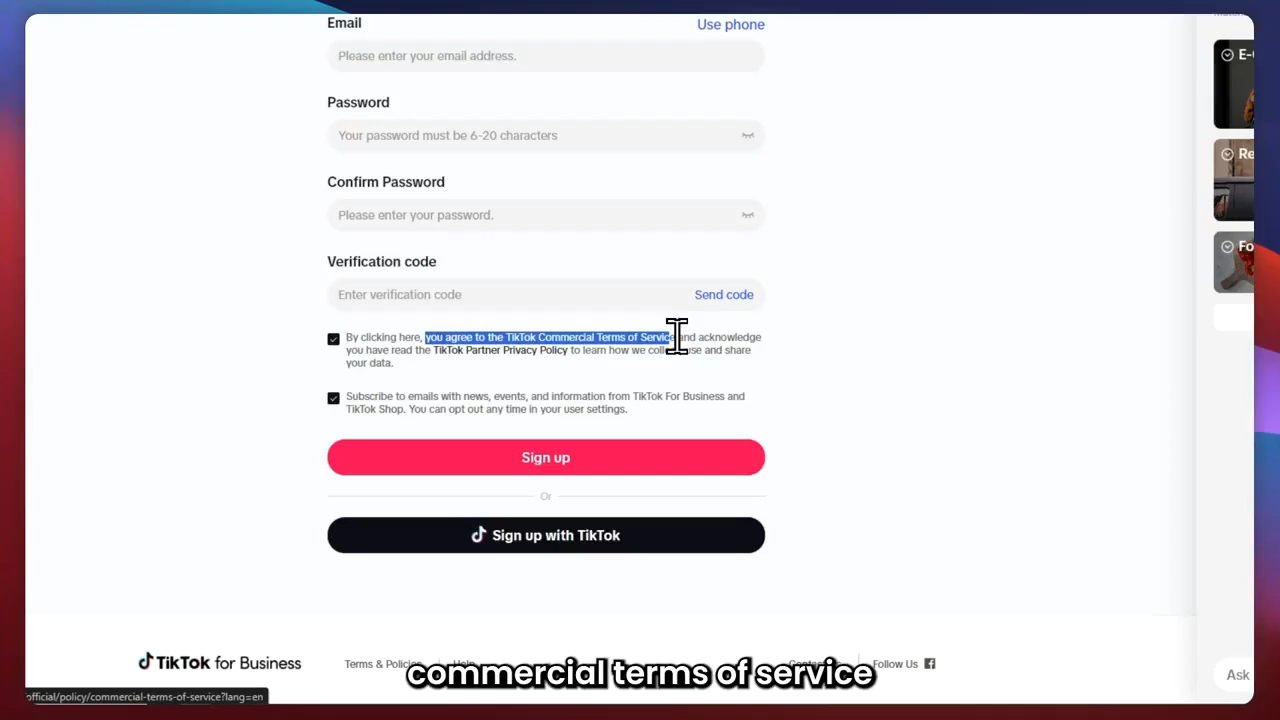 Email
Use phone
Please enter your email address.
Password
Your password must be 6-20 characters
Confirm Password
Please enter your password.
Verification code
Enter verification code
Send code
By clicking here, you agree to the TikTok Commercial Terms of Service and acknowledge
you have read the TikTok Partner Privacy Policy to learn how we use and share
your data.
Subscribe to emails with news, events, and information from TikTok For Business and
TikTok Shop. You can opt out any time in your user settings.
Sign up
Or
Sign up with TikTok
TikTok for Business
Terms & Policies
Follow Us
commercial terms of service
official/policy/commercial-terms-of-service?lang=en
E-
Re
Fo
Ask